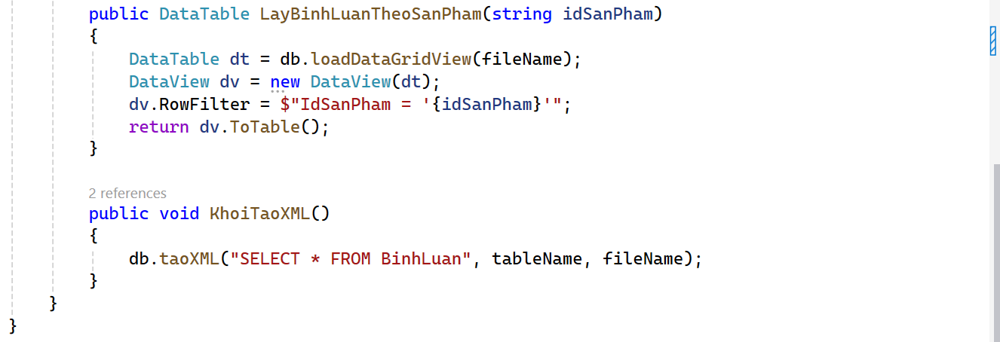 public DataTable LayBinhLuanTheoSanPham(string idSanPham)
{
DataTable dt = db.loadDataGridView(fileName);
DataView dv = new DataView(dt);
dv.RowFilter = $"IdSanPham = '{idSanPham}'";
return dv.ToTable();
}
2 references
public void KhoiTaoXML()
{
db.taoXML("SELECT * FROM BinhLuan", tableName, fileName);
}
}
}